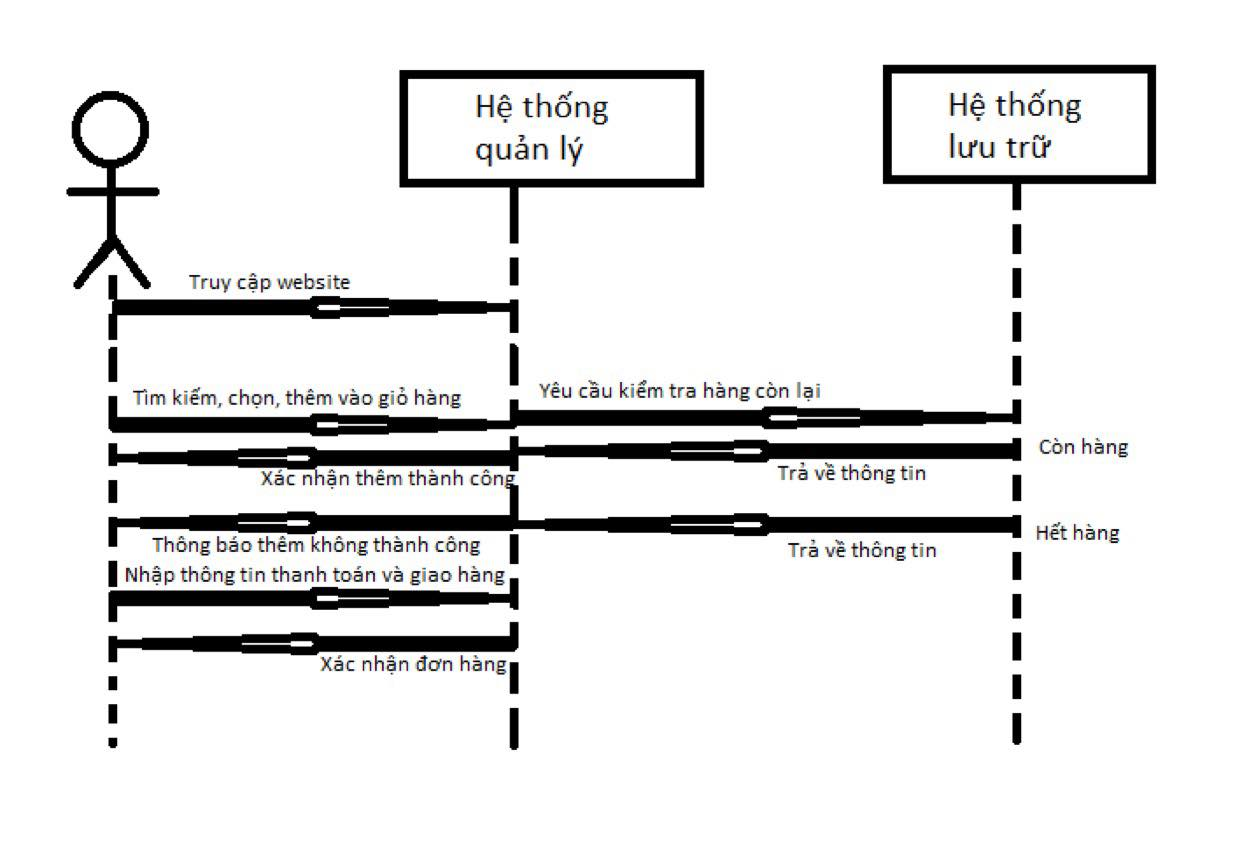 Hệ thống
quản lý
Hệ thống
lưu trữ
Truy cập website
Tìm kiếm, chọn, thêm vào giỏ hàng
Yêu cầu kiểm tra hàng còn lại
Còn hàng
Xác nhận thêm thành công
Trả về thông tin
Hết hàng
Thông báo thêm không thành công
Trả về thông tin
Nhập thông tin thanh toán và giao hàng
Xác nhận đơn hàng